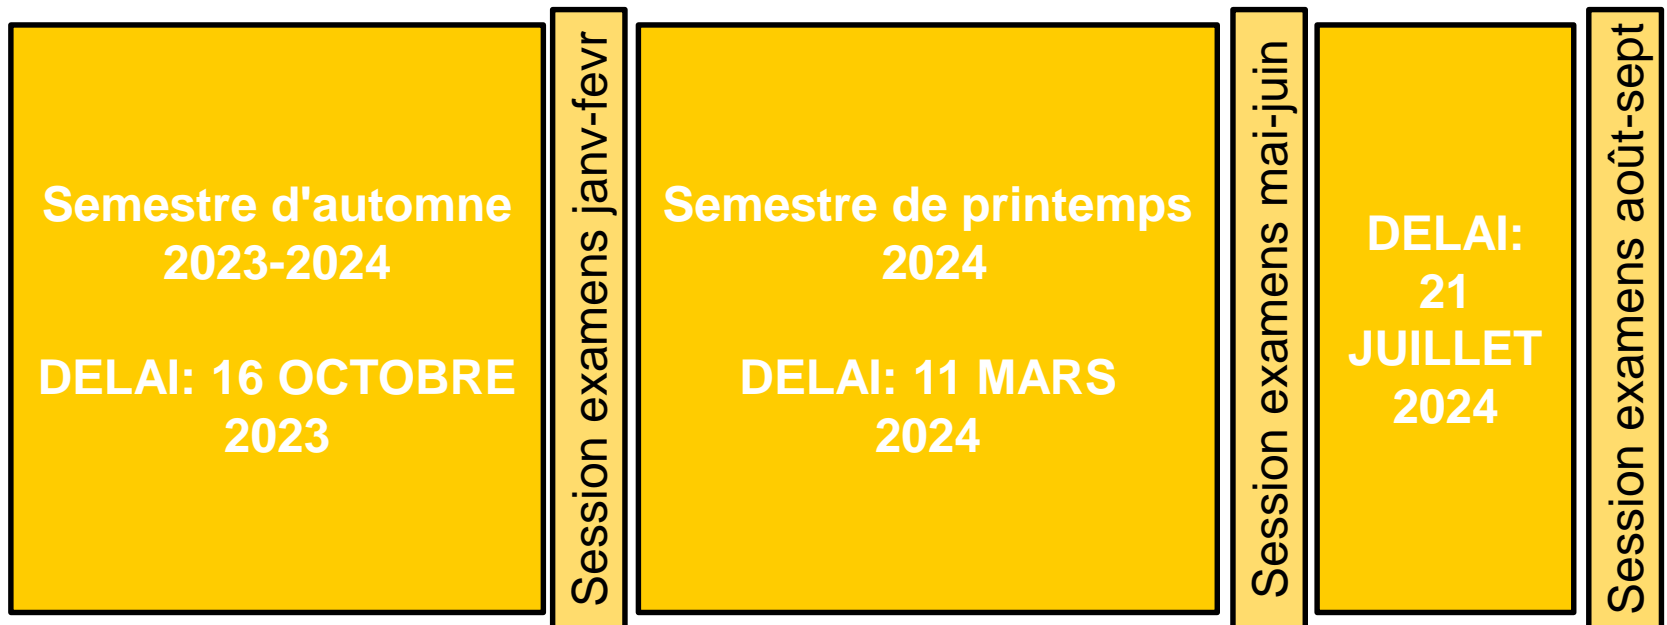 Semestre d'automne
2023-2024
DELAI: 16 OCTOBRE
2023
Session examens janv-fevr
Semestre de printemps
2024
DELAI: 11 MARS
2024
Session examens mai-juin
DELAI:
21
JUILLET
2024
Session examens août-sept